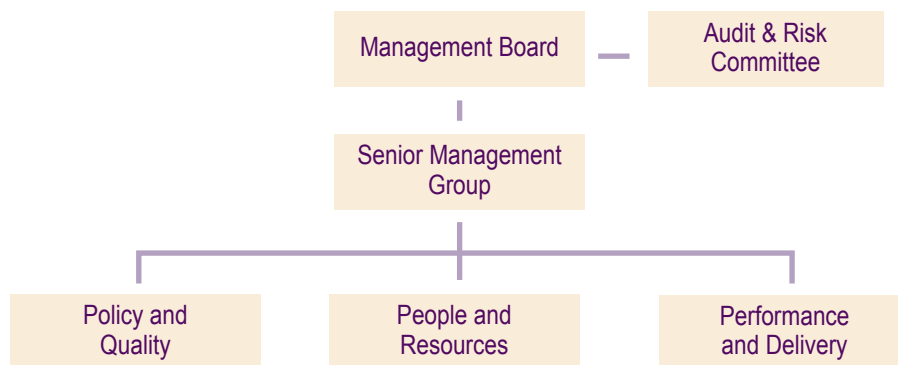 Management Board
Audit & Risk
Committee
Senior Management
Group
Policy and
Quality
People and
Resources
Performance
and Delivery